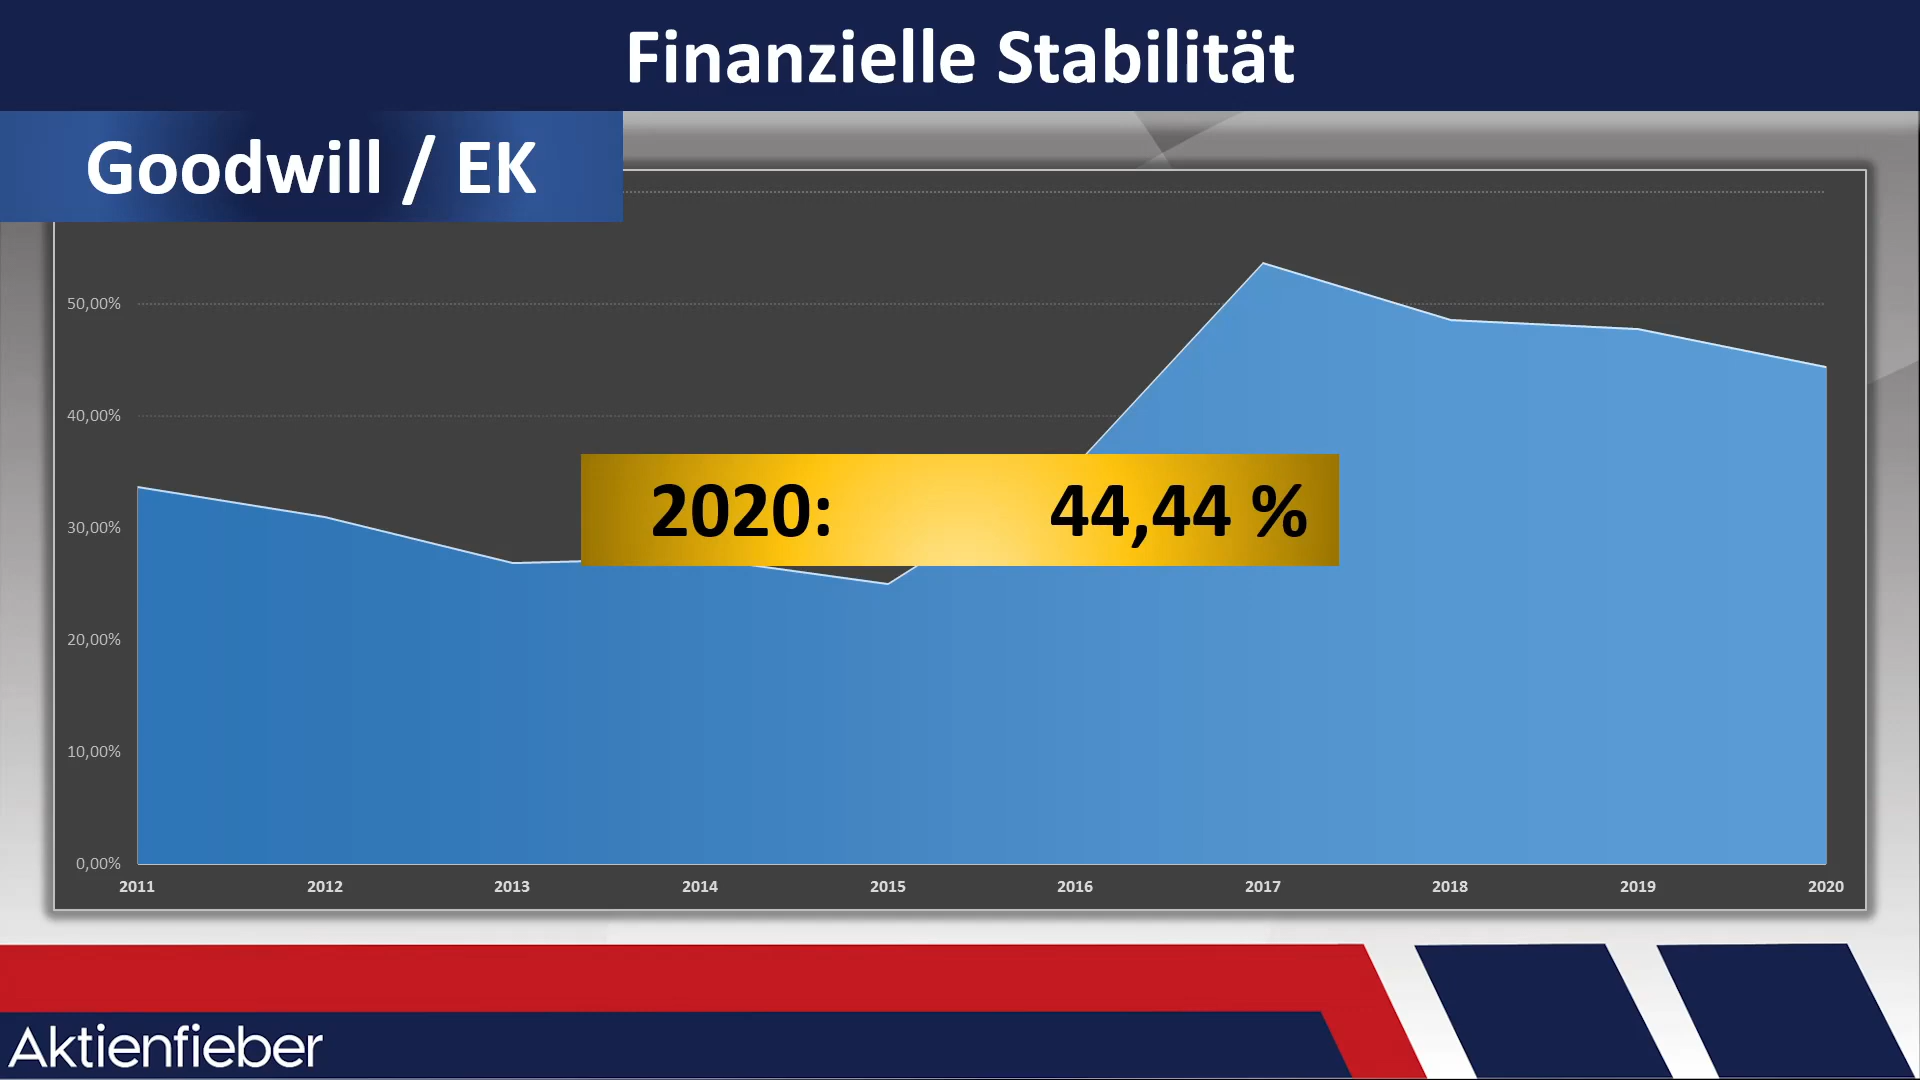 Finanzielle Stabilität
Goodwill / EK
50,00%
40,00%
30,00%
20,00%
10,00%
0,00%
2020: 44,44 %
2011 2012 2013 2014 2015 2016 2017 2018 2019 2020
Aktienfieber